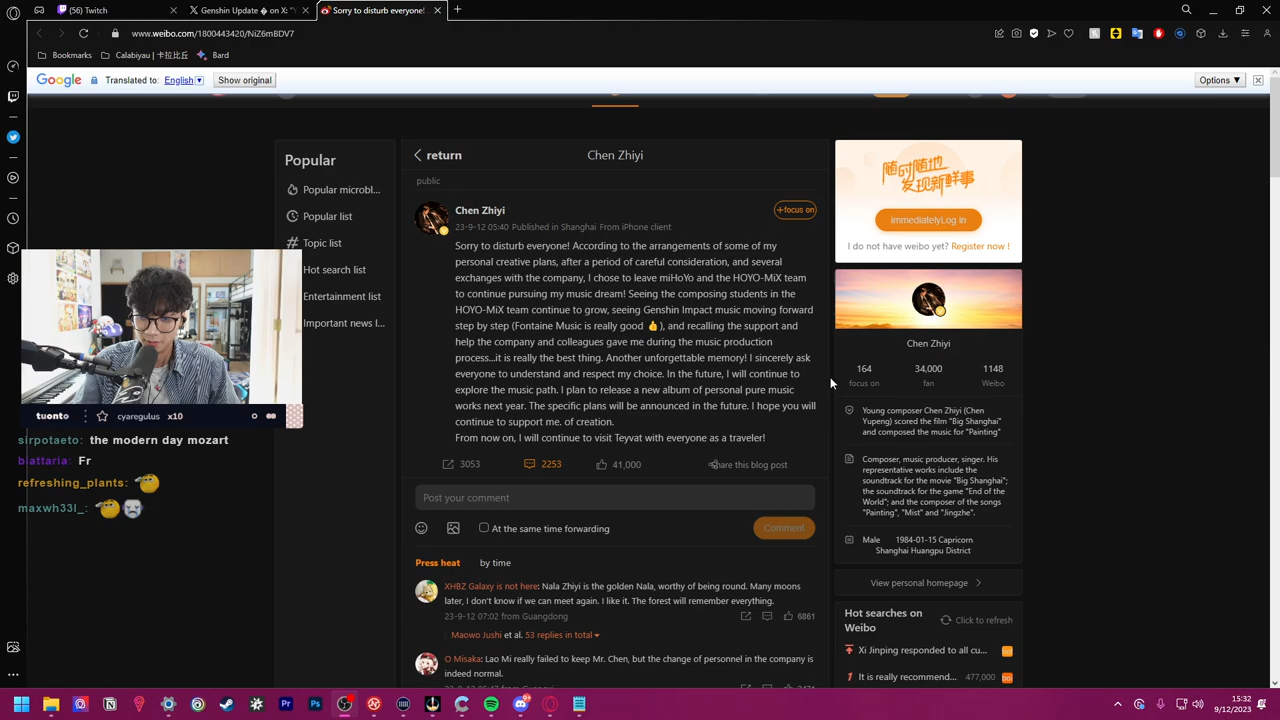 (56) Twitch
Genshin Update 🌙 on X: "Y
Sorry to disturb everyone!
www.weibo.com/1800443420/NiZ6mBDV7
Bookmarks
Calabiyau | 卡拉比丘
Bard
Google
Translated to:
English
Show original
Options ▼
Popular
Popular microbl...
Popular list
Topic list
Hot search list
Entertainment list
Important news l...
return
Chen Zhiyi
public
Chen Zhiyi
+focus on
23-9-12 05:40 Published in Shanghai From iPhone client
Sorry to disturb everyone! According to the arrangements of some of my
personal creative plans, after a period of careful consideration, and several
exchanges with the company, I chose to leave miHoYo and the HOYO-MiX team
to continue pursuing my music dream! Seeing the composing students in the
HOYO-MiX team continue to grow, seeing Genshin Impact music moving forward
step by step (Fontaine Music is really good 👍), and recalling the support and
help the company and colleagues gave me during the music production
process...it is really the best thing. Another unforgettable memory! I sincerely ask
everyone to understand and respect my choice. In the future, I will continue to
explore the music path. I plan to release a new album of personal pure music
works next year. The specific plans will be announced in the future. I hope you will
continue to support me. of creation.
From now on, I will continue to visit Teyvat with everyone as a traveler!
3053
2253
41,000
Share this blog post
Post your comment
At the same time forwarding
Comment
Press heat
by time
XHBZ Galaxy is not here: Nala Zhiyi is the golden Nala, worthy of being round. Many moons
later, I don't know if we can meet again. I like it. The forest will remember everything.
23-9-12 07:02 from Guangdong
6861
Maowo Jushi et al. 53 replies in total
O Misaka: Lao Mi really failed to keep Mr. Chen, but the change of personnel in the company is
indeed normal.
随时随地
发现新鲜事
ImmediatelyLog in
I do not have weibo yet? Register now !
Chen Zhiyi
164
34,000
1148
focus on
fan
Weibo
Young composer Chen Zhiyi (Chen
Yupeng) scored the film "Big Shanghai"
and composed the music for "Painting"
Composer, music producer, singer. His
representative works include the
soundtrack for the movie "Big Shanghai";
the soundtrack for the game "End of the
World"; and the composer of the songs
"Painting", "Mist" and "Jingzhe".
Male
1984-01-15 Capricorn
Shanghai Huangpu District
View personal homepage
Hot searches on
Weibo
Click to refresh
Xi Jinping responded to all cu...
hot
1
It is really recommend...
477,000
boi
tuonto
cyaregulus
x10
sirpotaeto: the modern day mozart
biattaria: Fr
refreshing_plants:
maxwh33l_:
15:32
9/12/2023